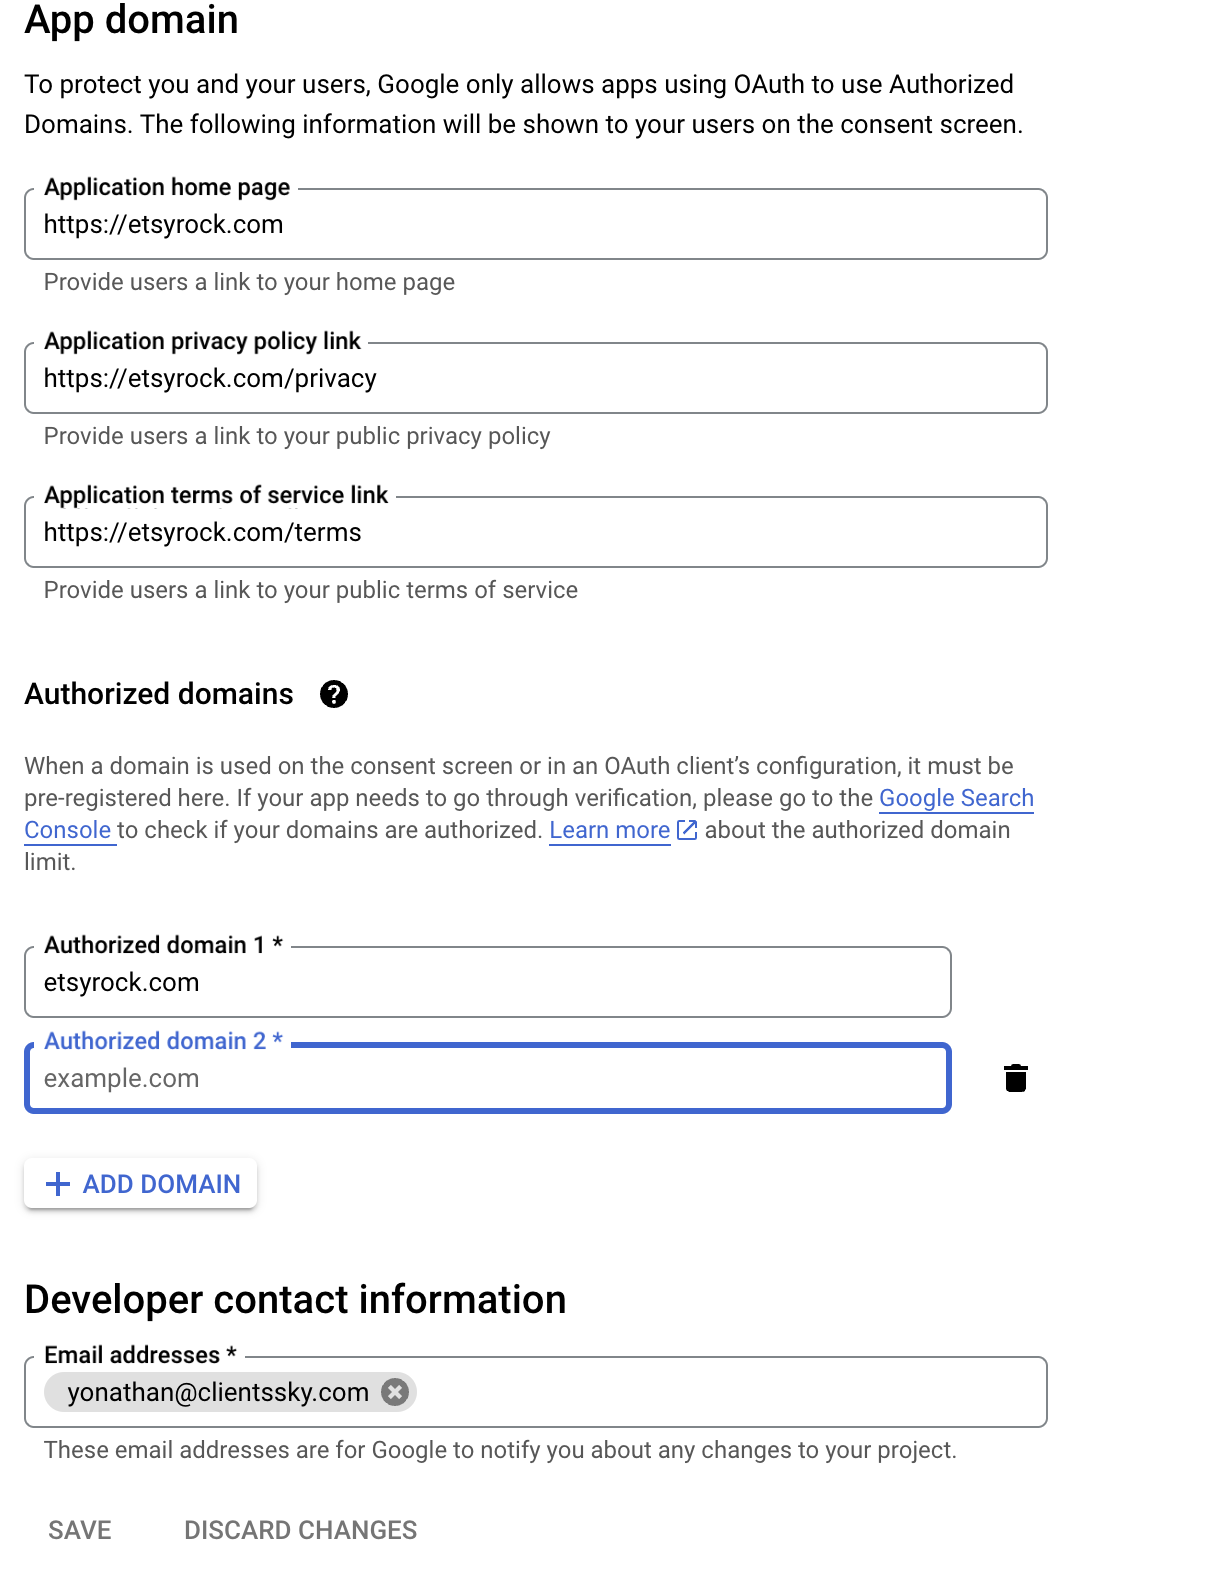 App domain
To protect you and your users, Google only allows apps using OAuth to use Authorized
Domains. The following information will be shown to your users on the consent screen.
Application home page
https://etsyrock.com
Provide users a link to your home page
Application privacy policy link
https://etsyrock.com/privacy
Provide users a link to your public privacy policy
Application terms of service link
https://etsyrock.com/terms
Provide users a link to your public terms of service
Authorized domains ?
When a domain is used on the consent screen or in an OAuth client’s configuration, it must be
pre-registered here. If your app needs to go through verification, please go to the Google Search
Console to check if your domains are authorized. Learn more about the authorized domain
limit.
Authorized domain 1 *
etsyrock.com
Authorized domain 2 *
example.com
+ ADD DOMAIN
Developer contact information
Email addresses *
yonathan@clientssky.com
These email addresses are for Google to notify you about any changes to your project.
SAVE DISCARD CHANGES